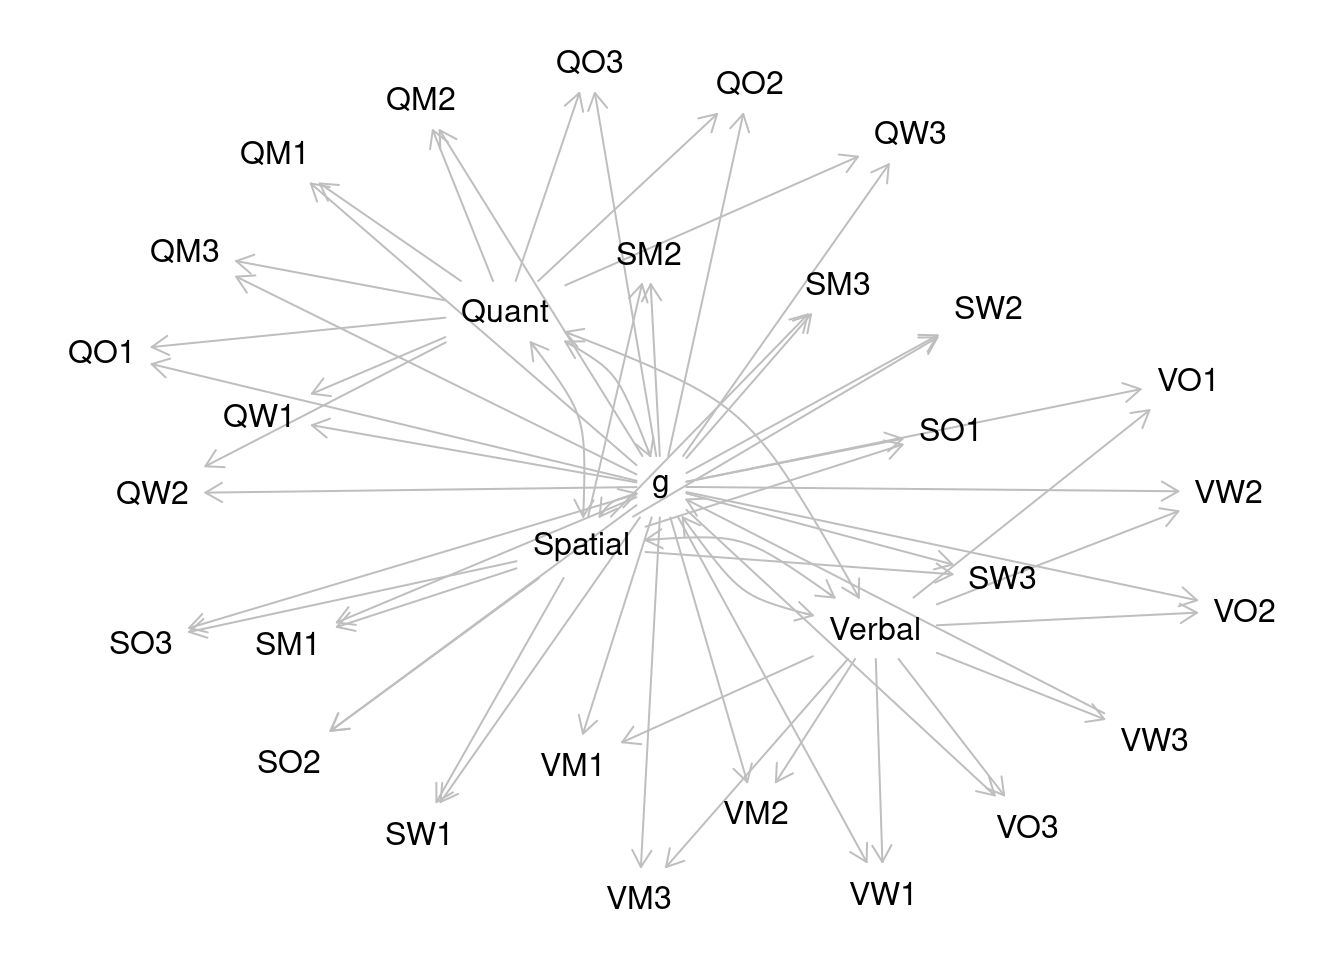 QO3
QO2
QM2
QW3
QM1
QM3
SM2
SM3
SW2
Quant
QO1
VO1
QW1
SO1
g
QW2
VW2
Spatial
SW3
VO2
Verbal
SO3
SM1
VW3
SO2
VM1
VM2
VO3
SW1
VM3
VW1